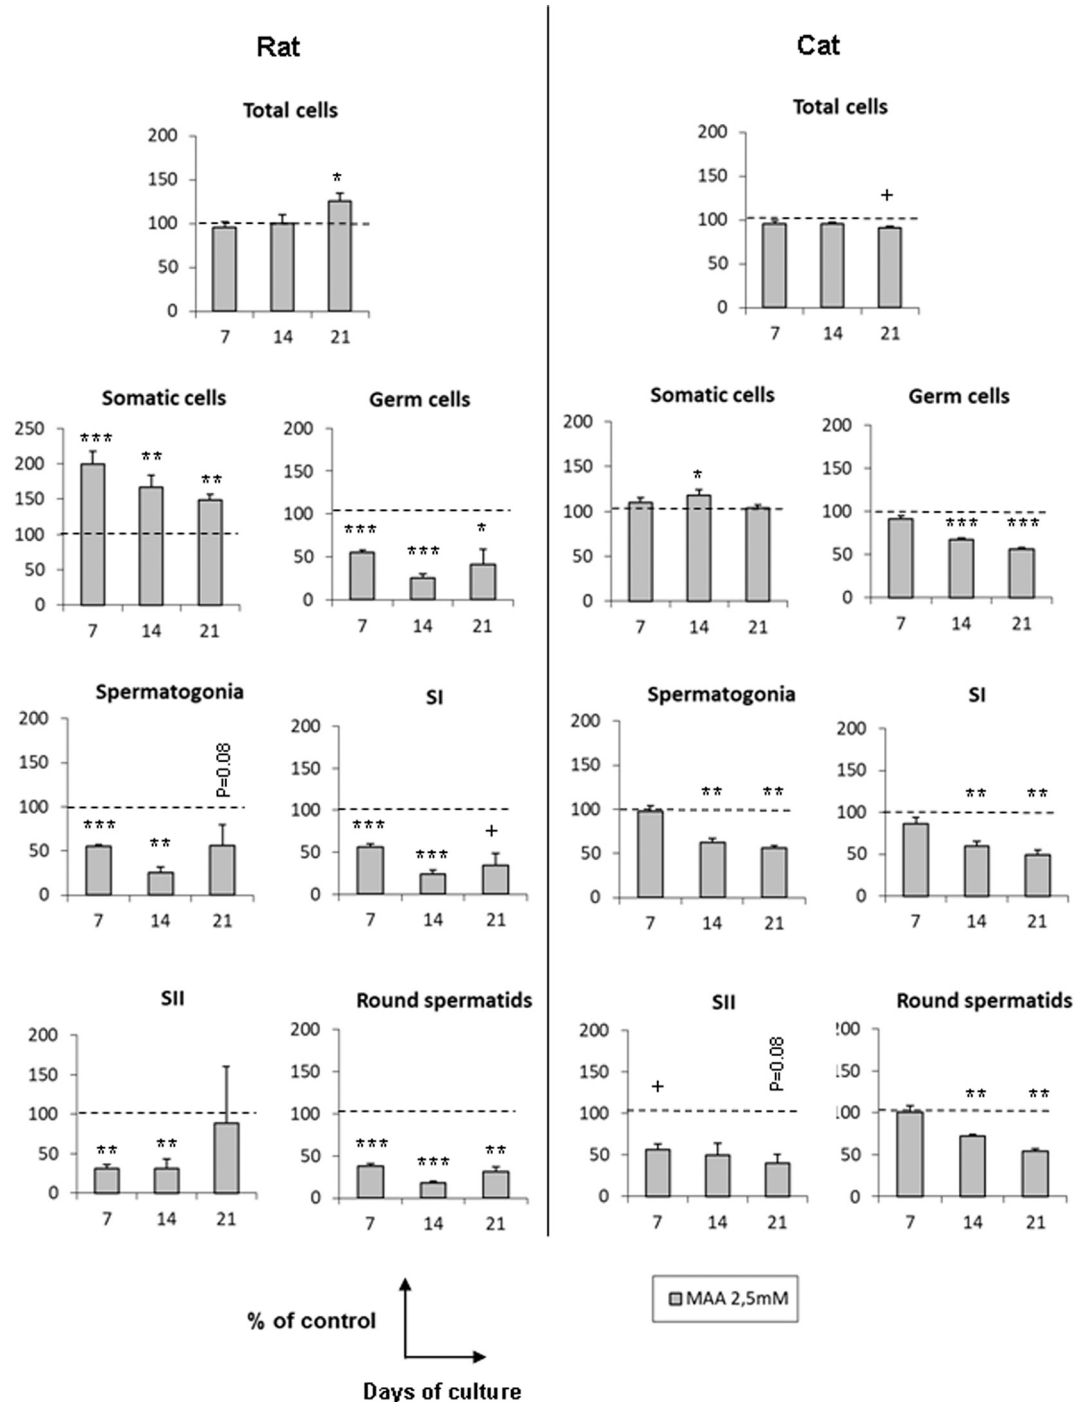 Rat
Cat
Total cells
200
150
100
50
0
*
7 14 21
Total cells
200
150
100
50
0
+
7 14 21
Somatic cells
250
200
150
100
50
0
*** ** **
7 14 21
Germ cells
200
150
100
50
0
*** *** *
7 14 21
Somatic cells
200
150
100
50
0
*
7 14 21
Germ cells
200
150
100
50
0
*** ***
7 14 21
Spermatogonia
200
150
100
50
0
*** ** P=0.08
7 14 21
SI
200
150
100
50
0
*** *** +
7 14 21
Spermatogonia
200
150
100
50
0
** **
7 14 21
SI
200
150
100
50
0
** **
7 14 21
SII
200
150
100
50
0
** **
7 14 21
Round spermatids
200
150
100
50
0
*** *** **
7 14 21
SII
200
150
100
50
0
+ P=0.08
7 14 21
Round spermatids
200
150
100
50
0
** **
7 14 21
% of control
Days of culture
MAA 2,5mM